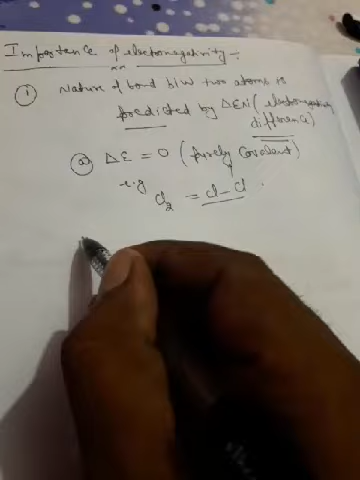 Importance of electronegativity :-
① Nature of bond b/w two atoms is
predicted by ΔEN (electronegativity
difference)
ⓐ ΔE = 0 (purely covalent)
e.g
Cl₂ = Cl – Cl